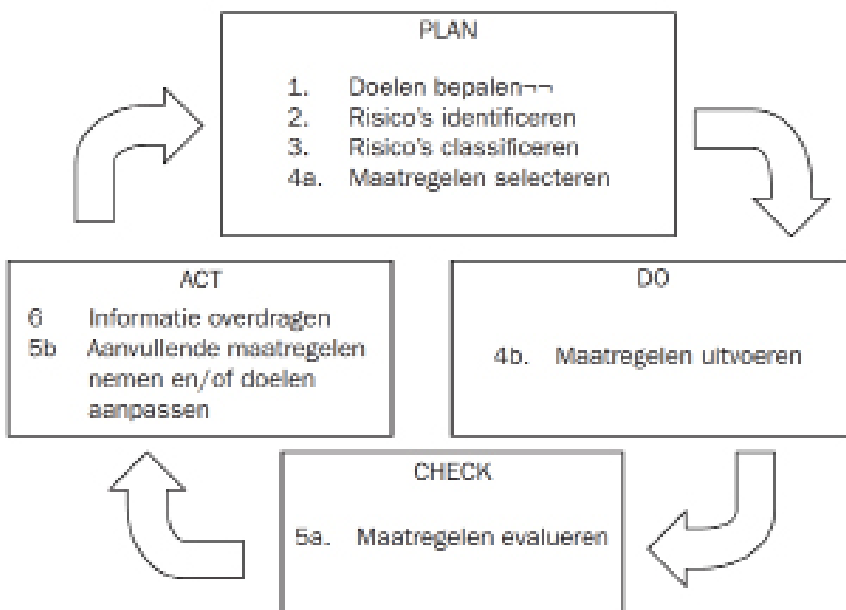 PLAN
1. Doelen bepalen¬¬
2. Risico's identificeren
3. Risico's classificeren
4a. Maatregelen selecteren
ACT
6 Informatie overdragen
5b Aanvullende maatregelen
nemen en/of doelen
aanpassen
DO
4b. Maatregelen uitvoeren
CHECK
5a. Maatregelen evalueren